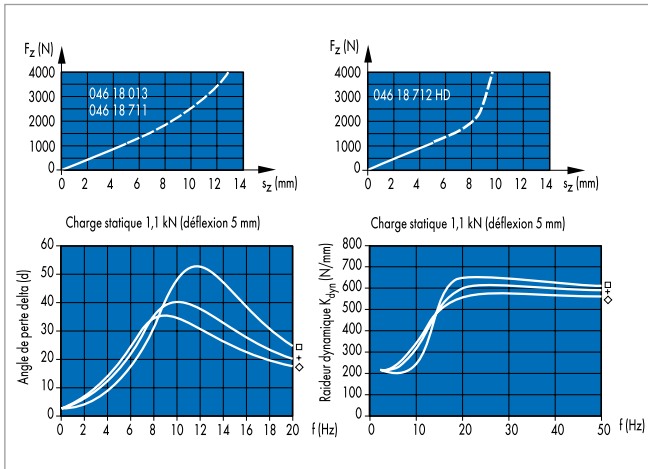 Fz (N)
4000
3000
2000
1000
0
046 18 013
046 18 711
0 2 4 6 8 10 12 14
sz (mm)
Fz (N)
4000
3000
2000
1000
0
046 18 712 HD
0 2 4 6 8 10 12 14
sz (mm)
Charge statique 1,1 kN (déflexion 5 mm)
Angle de perte delta (d)
60
50
40
30
20
10
0
□
+
◇
0 2 4 6 8 10 12 14 16 18 20
f (Hz)
Charge statique 1,1 kN (déflexion 5 mm)
Raideur dynamique Kdyn (N/mm)
800
700
600
500
400
300
200
100
0
□
+
◇
0 10 20 30 40 50
f (Hz)